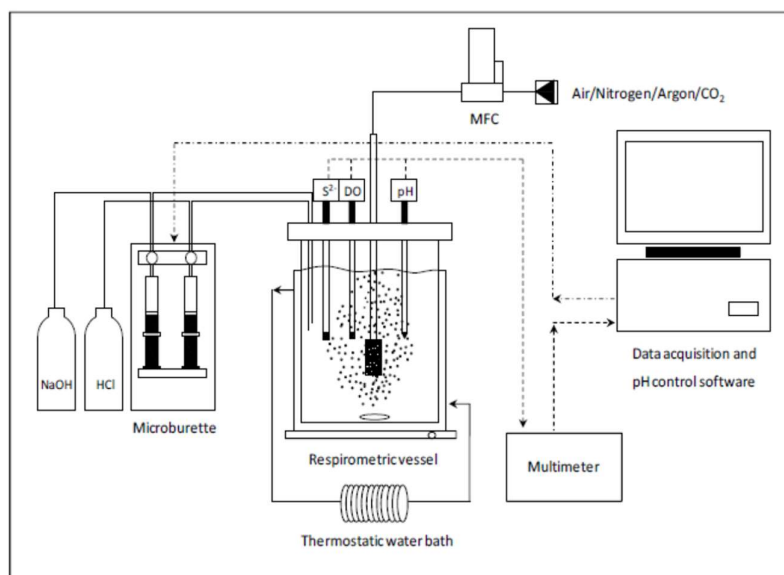 Air/Nitrogen/Argon/CO₂
MFC
S²⁻
DO
pH
NaOH
HCl
Microburette
Respirometric vessel
Thermostatic water bath
Multimeter
Data acquisition and
pH control software